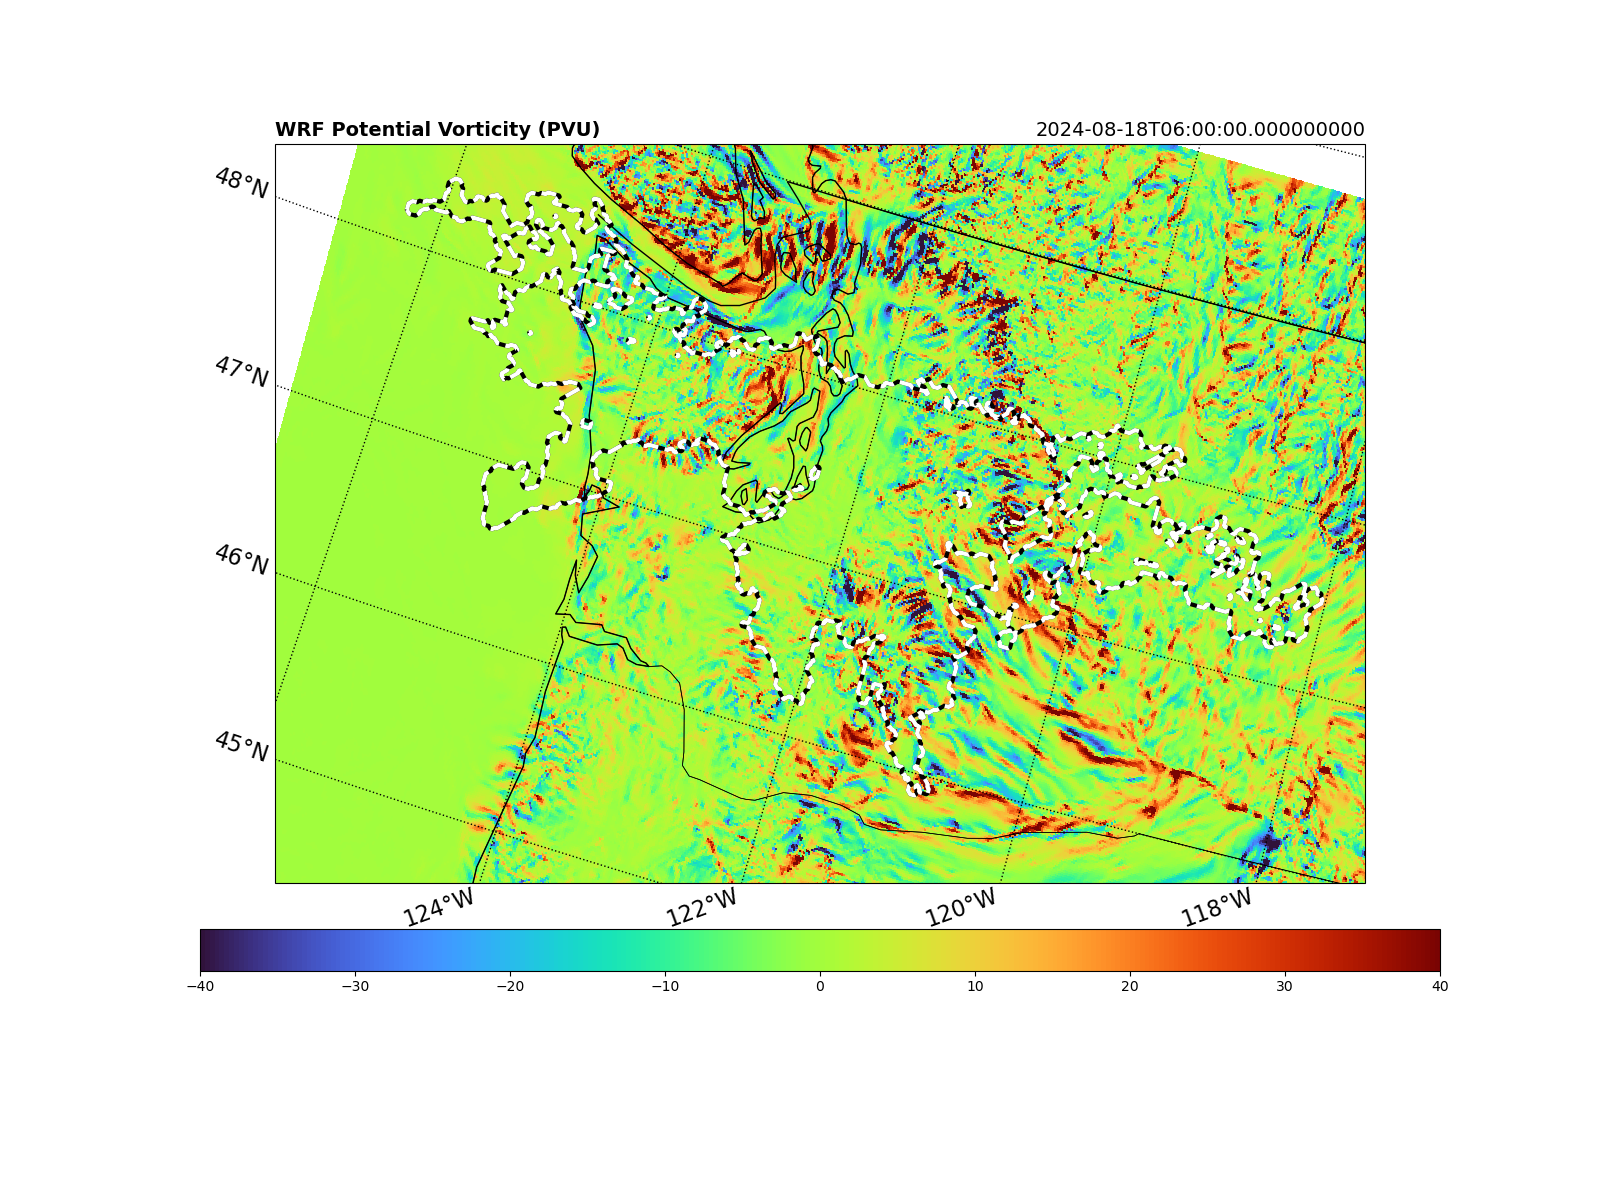 WRF Potential Vorticity (PVU)
2024-08-18T06:00:00.000000000
48°N
47°N
46°N
45°N
124°W
122°W
120°W
118°W
−40
−30
−20
−10
0
10
20
30
40